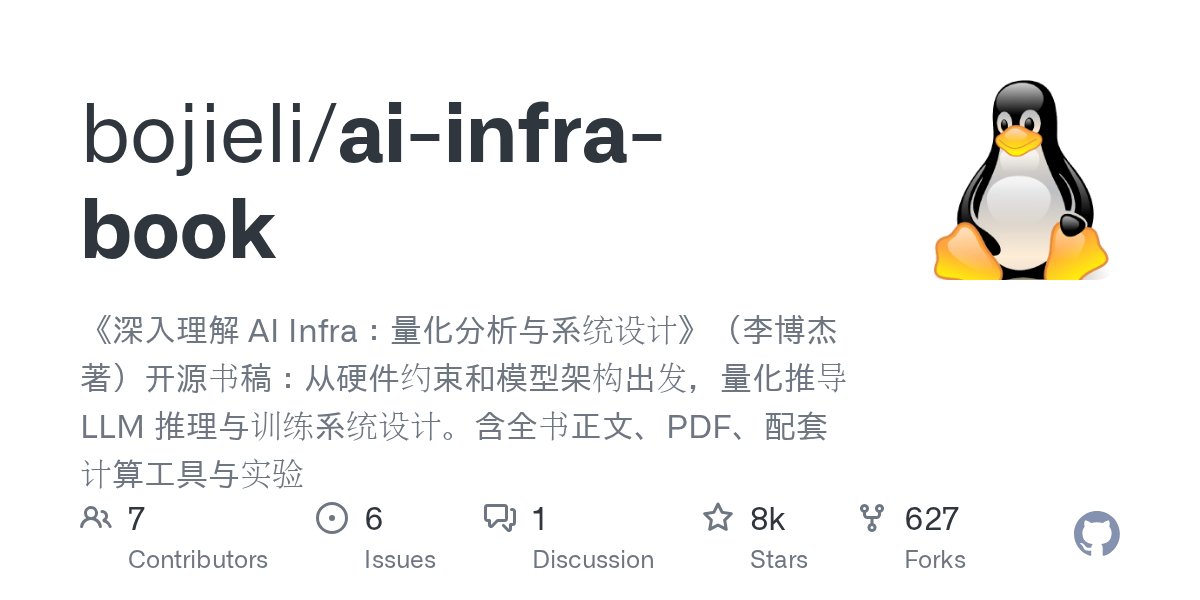 bojieli/ai-infra-
book
《深入理解 AI Infra：量化分析与系统设计》（李博杰
著）开源书稿：从硬件约束和模型架构出发，量化推导
LLM 推理与训练系统设计。含全书正文、PDF、配套
计算工具与实验
7
Contributors
6
Issues
1
Discussion
8k
Stars
627
Forks